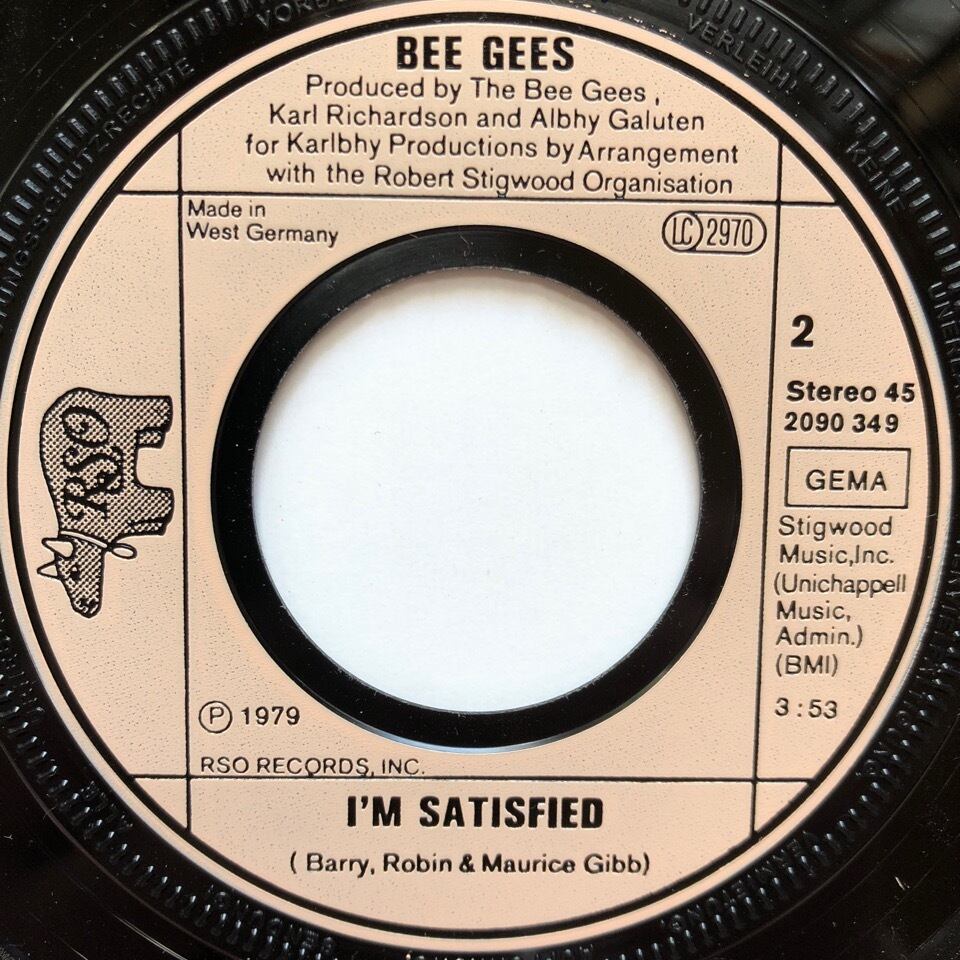 BEE GEES
Produced by The Bee Gees,
Karl Richardson and Albhy Galuten
for Karlbhy Productions by Arrangement
with the Robert Stigwood Organisation
Made in
West Germany
LC 2970
2
Stereo 45
2090 349
GEMA
Stigwood
Music,Inc.
(Unichappell
Music,
Admin.)
(BMI)
3:53
RSO
Ⓟ 1979
RSO RECORDS, INC.
I'M SATISFIED
( Barry, Robin & Maurice Gibb)
VERLEIH!
KEINE